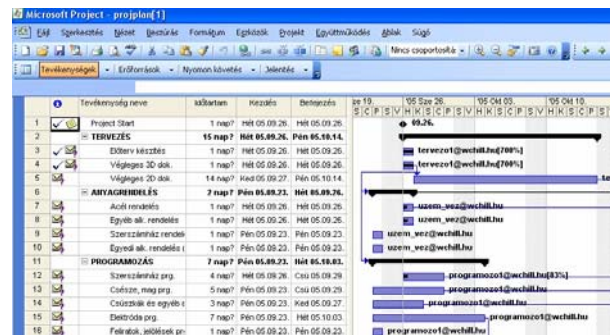 Microsoft Project - projplan[1]
Fájl Szerkesztés Nézet Beszúrás Formátum Eszközök Projekt Együttműködés Ablak Súgó
Nincs csoportosítás
Tevékenységek Erőforrások Nyomon követés Jelentés
Tevékenység neve Időtartam Kezdés Befejezés sze 19. '05 Sze 26. '05 Okt 03. '05 Okt 10.
1 Project Start 1 nap? Hét 05.09.26. Hét 05.09.26. 09.26.
2 TERVEZÉS 15 nap? Hét 05.09.26. Pén 05.10.14.
3 Előterv készítés 1 nap? Hét 05.09.26. Hét 05.09.26. tervezo1@wchill.hu[700%]
4 Végleges 3D dok. 1 nap? Hét 05.09.26. Hét 05.09.26. tervezo1@wchill.hu[700%]
5 Végleges 2D dok. 14 nap? Ked 05.09.27. Pén 05.10.14. te
6 ANYAGRENDELÉS 2 nap? Pén 05.09.23. Hét 05.09.26.
7 Acél rendelés 1 nap? Hét 05.09.26. Hét 05.09.26. uzem_vez@wchill.hu
8 Egyéb alk. rendelés 1 nap? Hét 05.09.26. Hét 05.09.26. uzem_vez@wchill.hu
9 Szerszámház rendelés 1 nap? Pén 05.09.23. Pén 05.09.23. uzem_vez@wchill.hu
10 Egyedi alk. rendelés ( 1 nap? Pén 05.09.23. Pén 05.09.23. uzem_vez@wchill.hu
11 PROGRAMOZÁS 7 nap? Pén 05.09.23. Hét 05.10.03.
12 Szerszámház prg. 4 nap? Hét 05.09.26. Csü 05.09.29. programozo1@wchill.hu[83%]
13 Csésze, mag prg. 5 nap? Pén 05.09.23. Csü 05.09.29. programozo1@wchill.hu
14 Csúszkák és egyéb a 3 nap? Pén 05.09.23. Ked 05.09.27. programozo1@wchill.hu
15 Elektróda prg. 7 nap? Pén 05.09.23. Hét 05.10.03. programozo1@wchill.hu
16 Feliratok, jelölések pr 1 nap? Pén 05.09.23. Pén 05.09.23. programozo1@wchill.hu